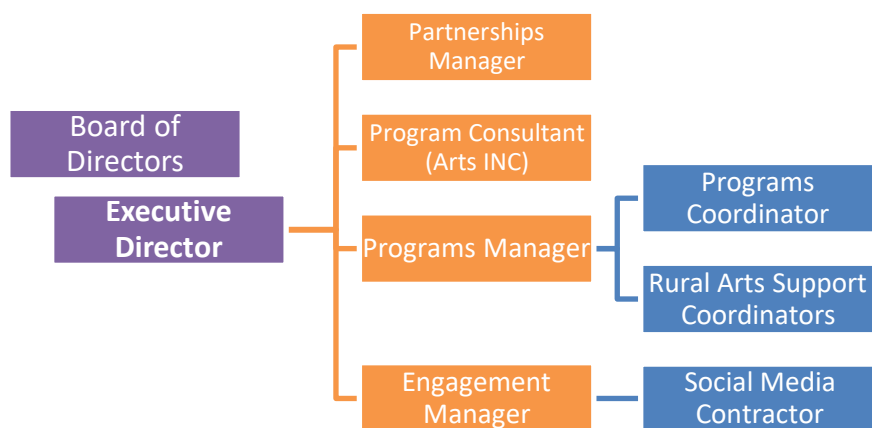 Board of
Directors
Executive
Director
Partnerships
Manager
Program Consultant
(Arts INC)
Programs Manager
Engagement
Manager
Programs
Coordinator
Rural Arts Support
Coordinators
Social Media
Contractor